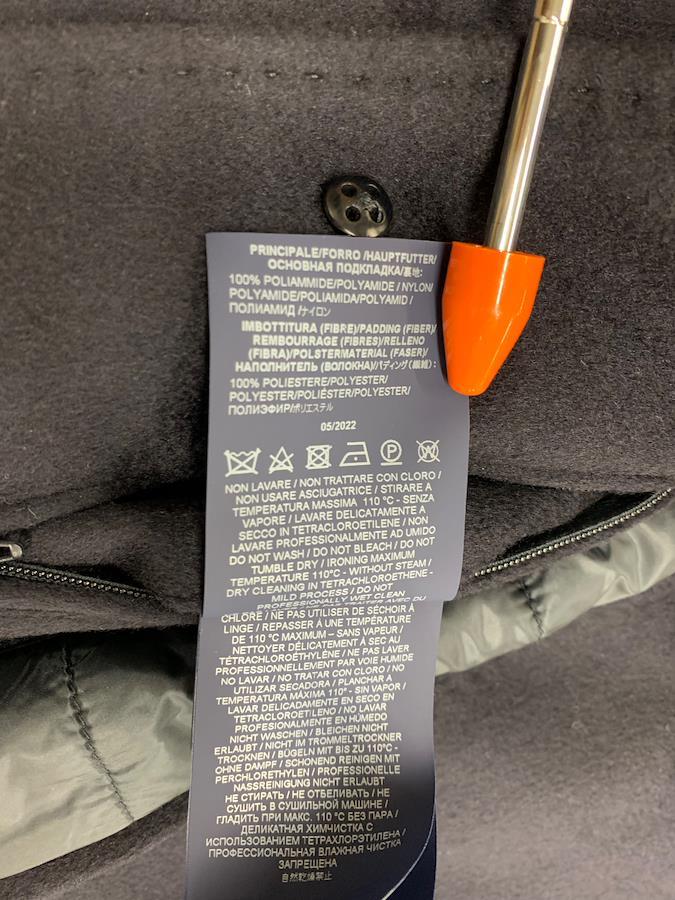 PRINCIPALE/FORRO /HAUPTFUTTER/
ОСНОВНАЯ ПОДКЛАДКА/裏地:
100% POLIAMMIDE/POLYAMIDE / NYLON/
POLYAMIDE/POLIAMIDA/POLYAMID /
ПОЛИАМИД /ナイロン
IMBOTTITURA (FIBRE)/PADDING (FIBER)/
REMBOURRAGE (FIBRES)/RELLENO
(FIBRA)/POLSTERMATERIAL (FASER)/
НАПОЛНИТЕЛЬ (ВОЛОКНА)/パディング(繊維):
100% POLIESTERE/POLYESTER/
POLYESTER/POLIÉSTER/POLYESTER/
ПОЛИЭФИР/ポリエステル
05/2022
NON LAVARE / NON TRATTARE CON CLORO /
NON USARE ASCIUGATRICE / STIRARE A
TEMPERATURA MASSIMA 110 °C - SENZA
VAPORE / LAVARE DELICATAMENTE A
SECCO IN TETRACLOROETILENE / NON
LAVARE PROFESSIONALMENTE AD UMIDO
DO NOT WASH / DO NOT BLEACH / DO NOT
TUMBLE DRY / IRONING MAXIMUM
TEMPERATURE 110°C - WITHOUT STEAM /
DRY CLEANING IN TETRACHLOROETHENE -
MILD PROCESS / DO NOT
PROFESSIONALLY WET CLEAN
CHLORE / NE PAS UTILISER DE SÉCHOIR À
LINGE / REPASSER À UNE TEMPÉRATURE
DE 110 °C MAXIMUM – SANS VAPEUR /
NETTOYER DÉLICATEMENT À SEC AU
TÉTRACHLOROÉTHYLÈNE / NE PAS LAVER
PROFESSIONNELLEMENT PAR VOIE HUMIDE
NO LAVAR / NO TRATAR CON CLORO / NO
UTILIZAR SECADORA / PLANCHAR A
TEMPERATURA MÁXIMA 110° - SIN VAPOR /
LAVAR DELICADAMENTE EN SECO EN
TETRACLOROETILENO / NO LAVAR
PROFESIONALMENTE EN HÚMEDO
NICHT WASCHEN / BLEICHEN NICHT
ERLAUBT / NICHT IM TROMMELTROCKNER
TROCKNEN / BÜGELN MIT BIS ZU 110°C -
OHNE DAMPF / SCHONEND REINIGEN MIT
PERCHLORETHYLEN / PROFESSIONELLE
NASSREINIGUNG NICHT ERLAUBT
НЕ СТИРАТЬ / НЕ ОТБЕЛИВАТЬ / НЕ
СУШИТЬ В СУШИЛЬНОЙ МАШИНЕ /
ГЛАДИТЬ ПРИ МАКС. 110 °C БЕЗ ПАРА /
ДЕЛИКАТНАЯ ХИМЧИСТКА С
ИСПОЛЬЗОВАНИЕМ ТЕТРАХЛОРЭТИЛЕНА /
ПРОФЕССИОНАЛЬНАЯ ВЛАЖНАЯ ЧИСТКА
ЗАПРЕЩЕНА
自然乾燥禁止